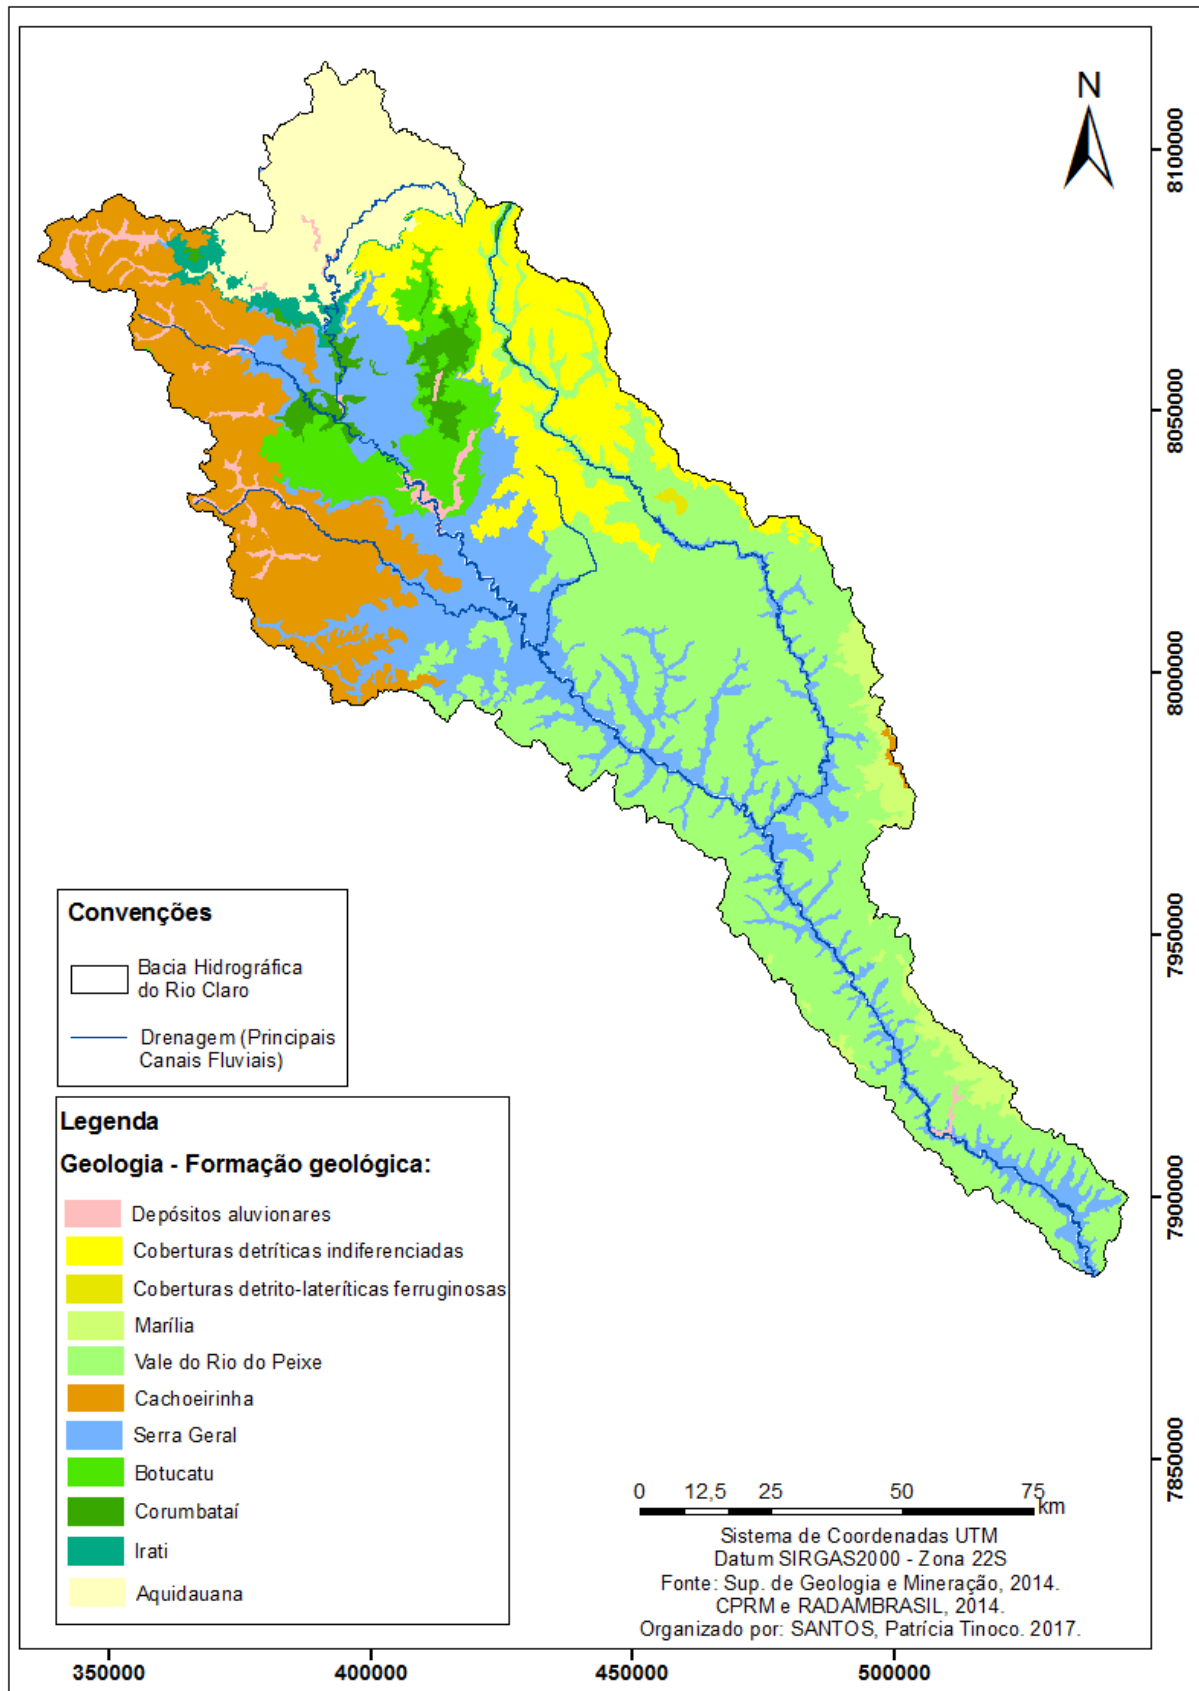 N
8100000
8050000
8000000
7950000
7900000
7850000
Convenções
Bacia Hidrográfica
do Rio Claro
Drenagem (Principais
Canais Fluviais)
Legenda
Geologia - Formação geológica:
Depósitos aluvionares
Coberturas detríticas indiferenciadas
Coberturas detrito-lateríticas ferruginosas
Marília
Vale do Rio do Peixe
Cachoeirinha
Serra Geral
Botucatu
Corumbataí
Irati
Aquidauana
0 12,5 25 50 75
km
Sistema de Coordenadas UTM
Datum SIRGAS2000 - Zona 22S
Fonte: Sup. de Geologia e Mineração, 2014.
CPRM e RADAMBRASIL, 2014.
Organizado por: SANTOS, Patrícia Tinoco. 2017.
350000 400000 450000 500000